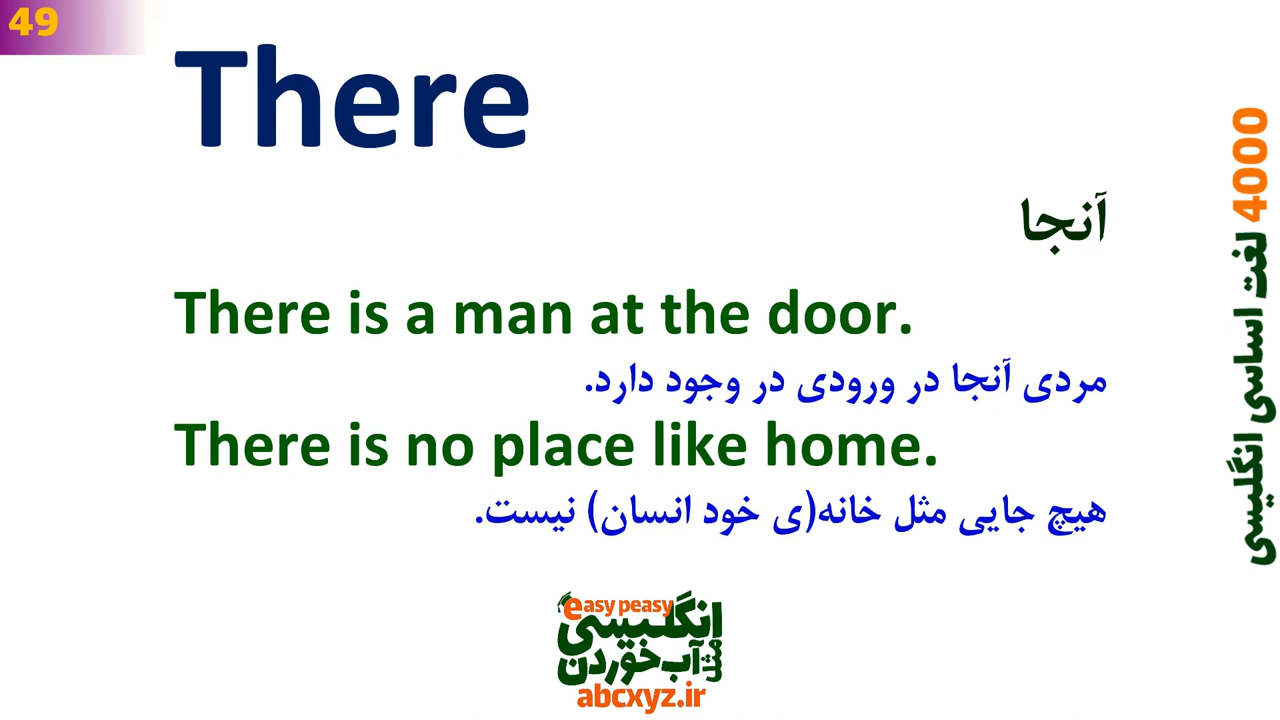 49
There
آنجا
There is a man at the door.
مردی آنجا در ورودی در وجود دارد.
There is no place like home.
هیچ جایی مثل خانه(ی خود انسان) نیست.
4000 لغت اساسی انگلیسی
easy peasy
انگلیسی
مثل آب خوردن
abcxyz.ir